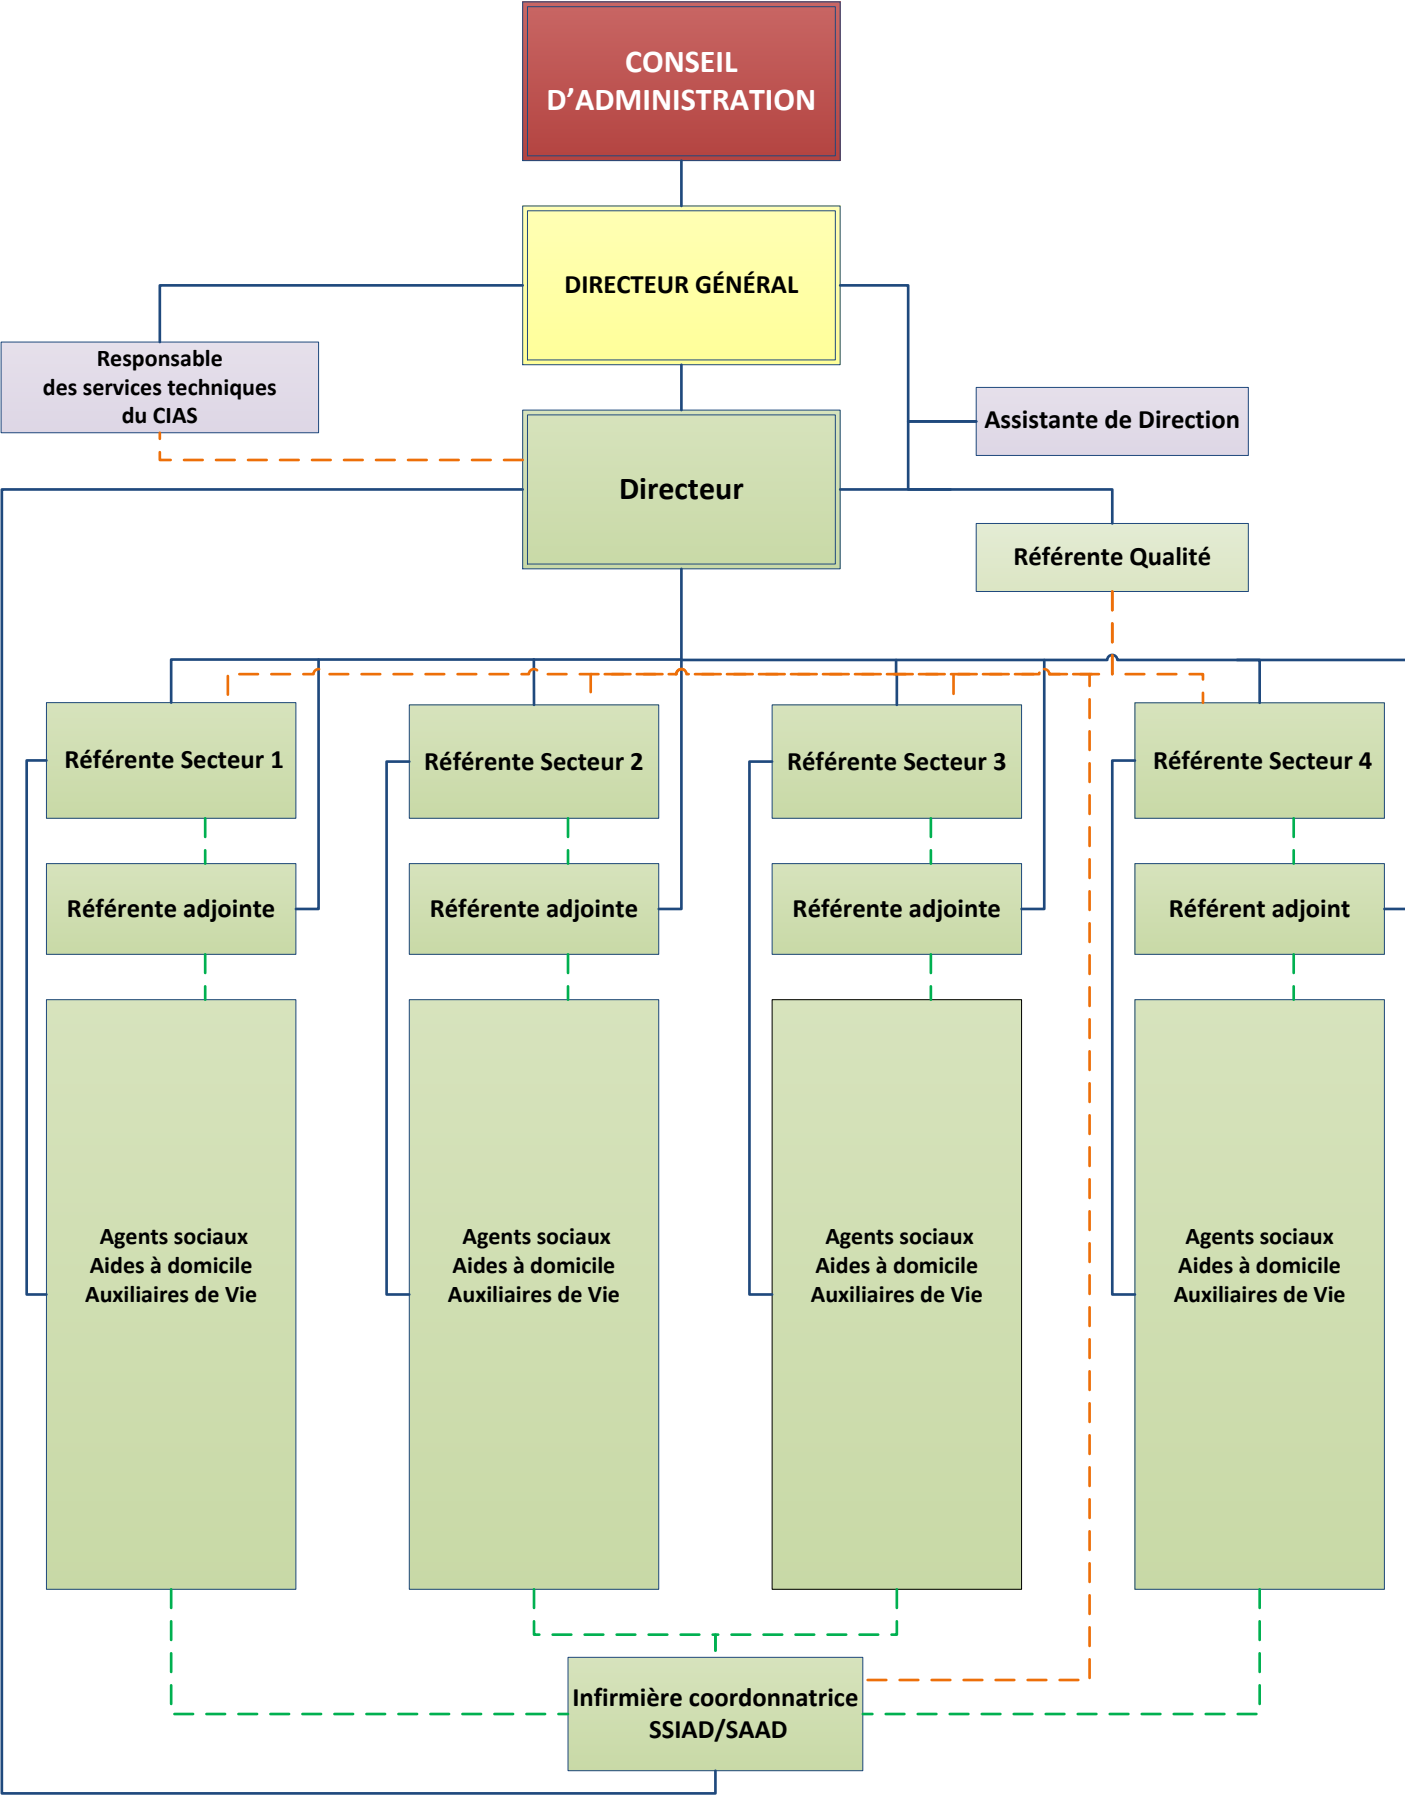 CONSEIL
D’ADMINISTRATION
DIRECTEUR GÉNÉRAL
Responsable
des services techniques
du CIAS
Assistante de Direction
Directeur
Référente Qualité
Référente Secteur 1
Référente Secteur 2
Référente Secteur 3
Référente Secteur 4
Référente adjointe
Référente adjointe
Référente adjointe
Référent adjoint
Agents sociaux
Aides à domicile
Auxiliaires de Vie
Agents sociaux
Aides à domicile
Auxiliaires de Vie
Agents sociaux
Aides à domicile
Auxiliaires de Vie
Agents sociaux
Aides à domicile
Auxiliaires de Vie
Infirmière coordonnatrice
SSIAD/SAAD